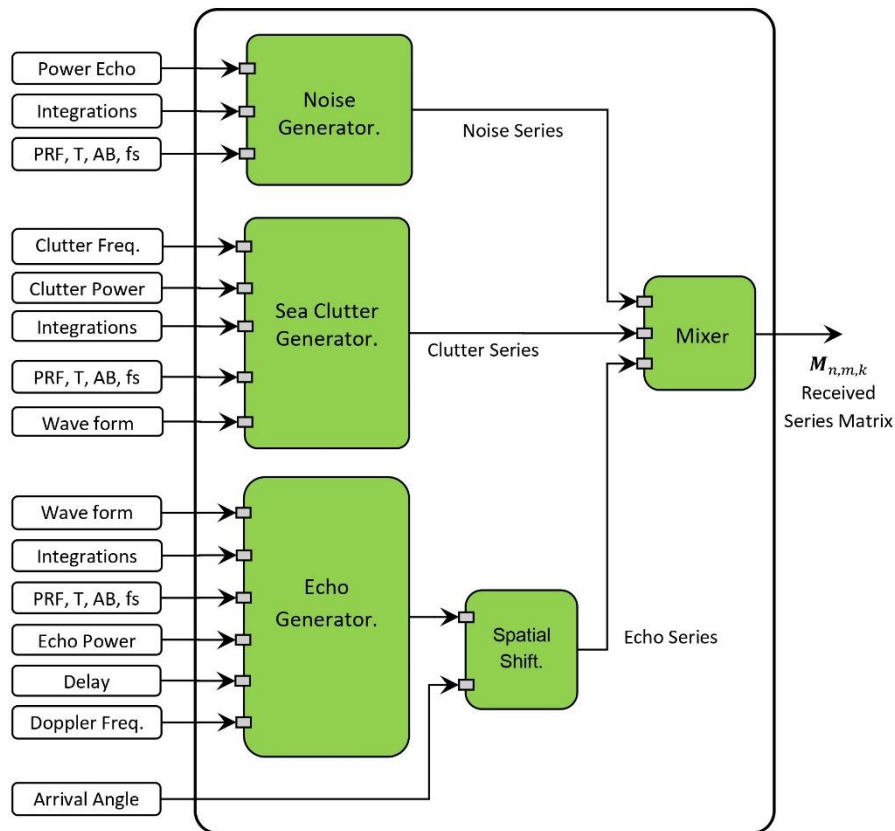 Power Echo
Integrations
PRF, T, AB, fs
Noise
Generator.
Noise Series
Clutter Freq.
Clutter Power
Integrations
PRF, T, AB, fs
Wave form
Sea Clutter
Generator.
Clutter Series
Mixer
M n,m,k
Received
Series Matrix
Wave form
Integrations
PRF, T, AB, fs
Echo Power
Delay
Doppler Freq.
Arrival Angle
Echo
Generator.
Spatial
Shift.
Echo Series